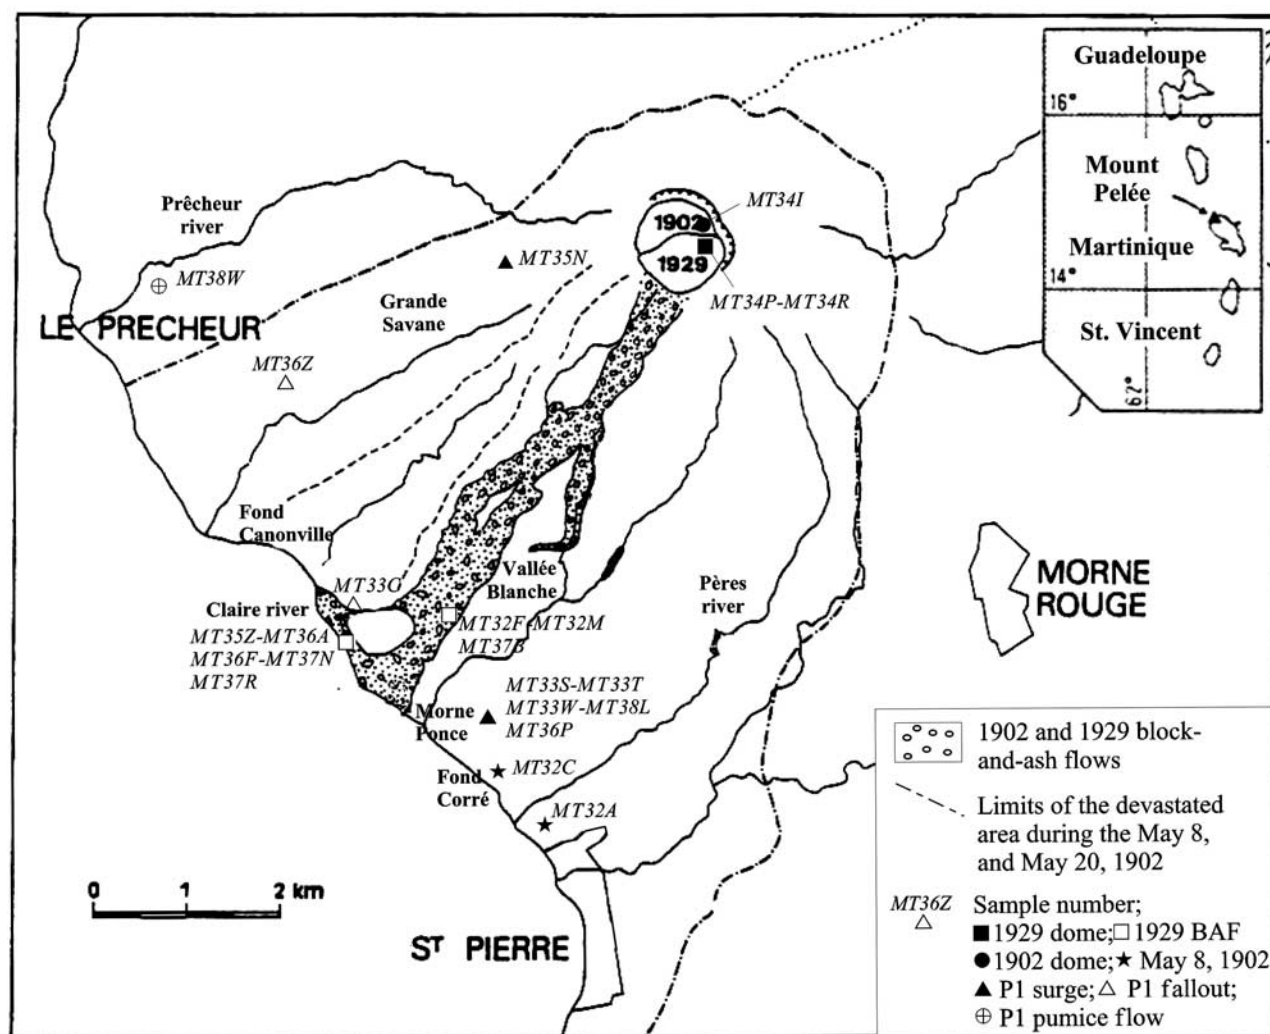 Guadeloupe
16°
Mount
Pelée
Martinique
14°
St. Vincent
62°
Prêcheur
river
MT38W
MT35N
1902
1929
MT34I
MT34P-MT34R
LE PRECHEUR
Grande
Savane
MT36Z
Fond
Canonville
MT33G
Claire river
MT35Z-MT36A
MT36F-MT37N
MT37R
Vallée
Blanche
MT32F-MT32M
MT37B
Pères
river
MORNE
ROUGE
MT33S-MT33T
MT33W-MT38L
MT36P
Morne
Ponce
Fond
Corré
MT32C
MT32A
0 1 2 km
ST PIERRE
1902 and 1929 block-
and-ash flows
Limits of the devastated
area during the May 8,
and May 20, 1902
MT36Z
Sample number;
■ 1929 dome; □ 1929 BAF
● 1902 dome; ★ May 8, 1902
▲ P1 surge; △ P1 fallout;
⊕ P1 pumice flow